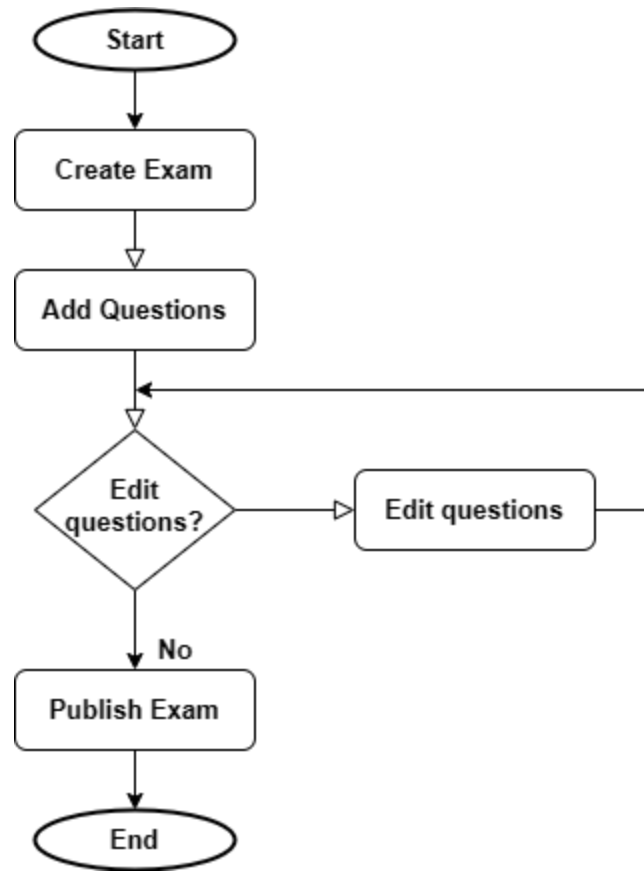 Start
Create Exam
Add Questions
Edit
questions?
Edit questions
No
Publish Exam
End